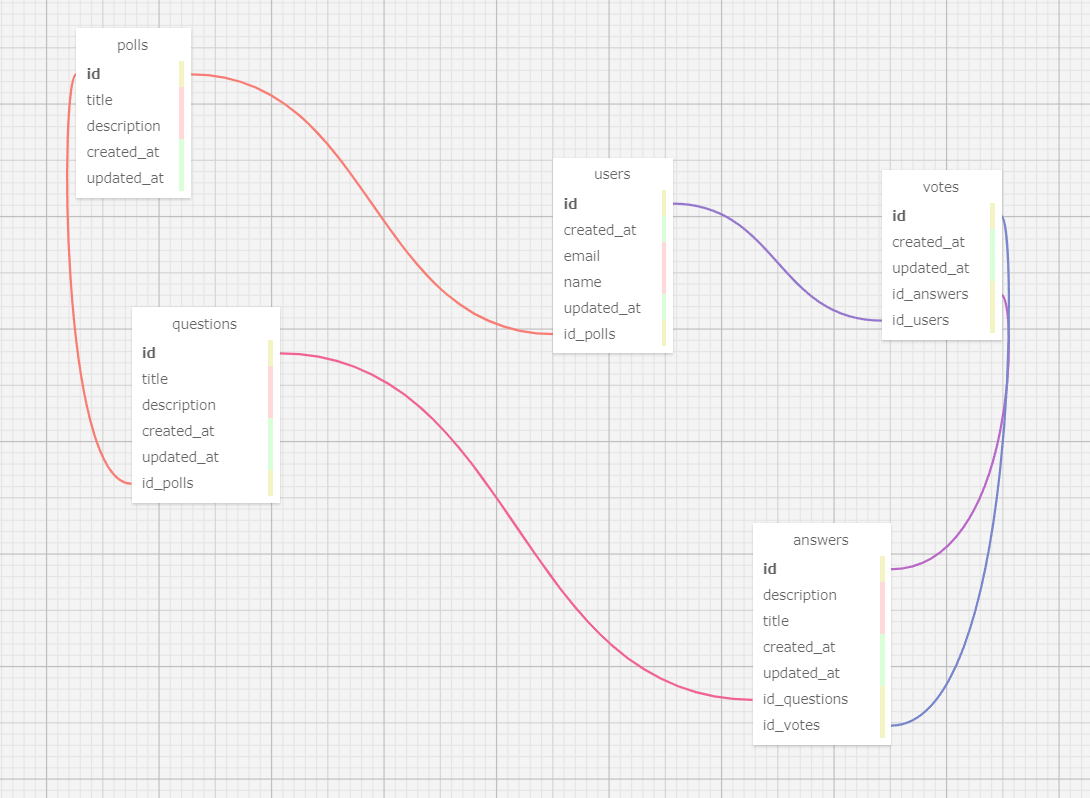 polls
id
title
description
created_at
updated_at
users
id
created_at
email
name
updated_at
id_polls
votes
id
created_at
updated_at
id_answers
id_users
questions
id
title
description
created_at
updated_at
id_polls
answers
id
description
title
created_at
updated_at
id_questions
id_votes